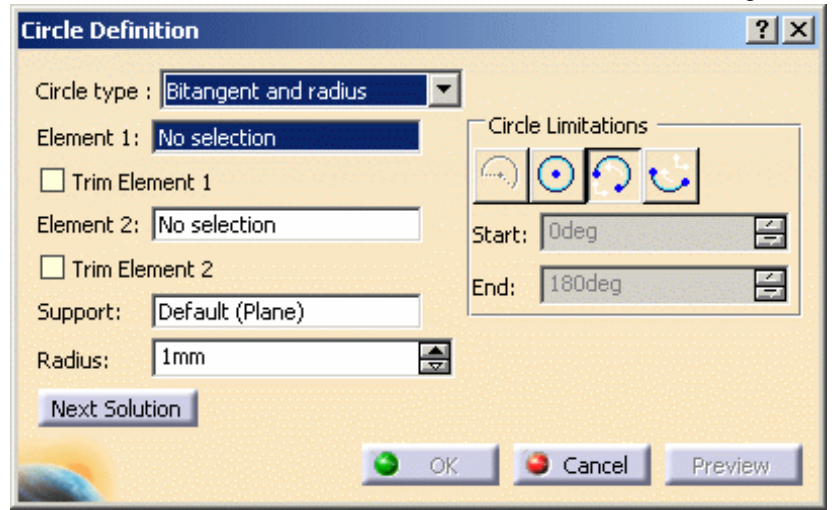 Circle Definition
Circle type : Bitangent and radius
Element 1: No selection
Trim Element 1
Element 2: No selection
Trim Element 2
Support: Default (Plane)
Radius: 1mm
Next Solution
Circle Limitations
Start: 0deg
End: 180deg
OK Cancel Preview